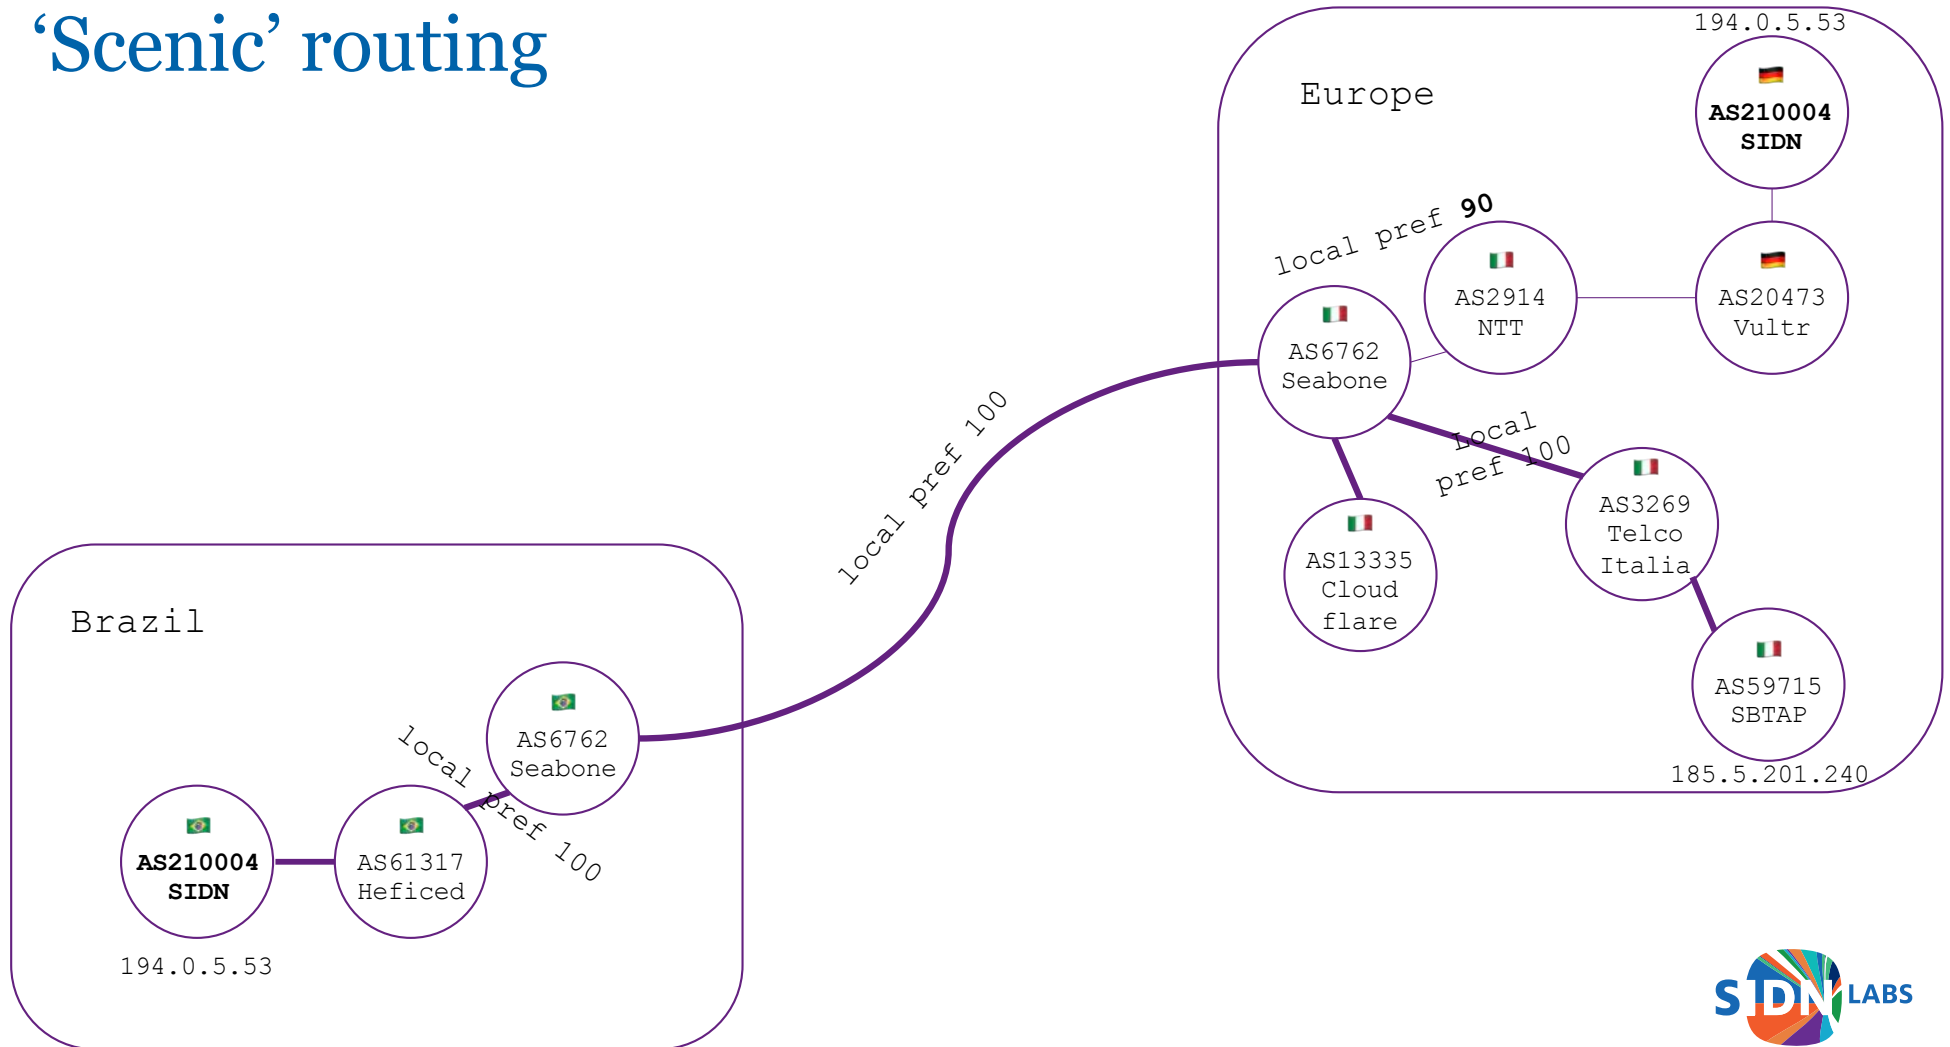 ‘Scenic’ routing
194.0.5.53
Europe
AS210004
SIDN
local pref 90
AS2914
NTT
AS20473
Vultr
AS6762
Seabone
local pref 100
Local
pref 100
AS3269
Telco
Italia
AS13335
Cloud
flare
AS59715
SBTAP
185.5.201.240
Brazil
AS6762
Seabone
local pref 100
AS210004
SIDN
AS61317
Heficed
194.0.5.53
SIDN LABS